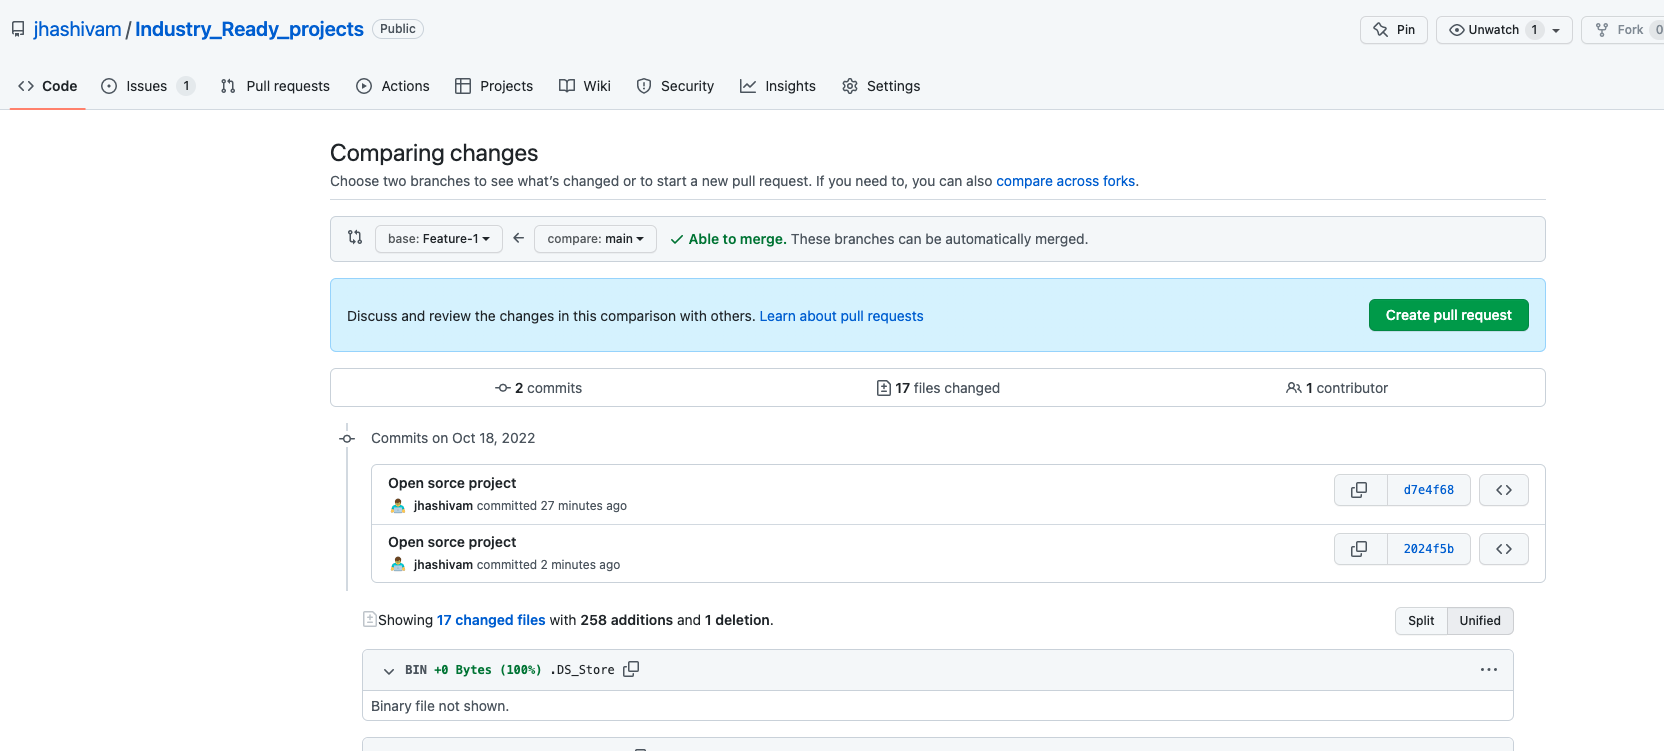 jhashivam / Industry_Ready_projects Public
Pin Unwatch 1 Fork 0
Code Issues 1 Pull requests Actions Projects Wiki Security Insights Settings
Comparing changes
Choose two branches to see what's changed or to start a new pull request. If you need to, you can also compare across forks.
base: Feature-1 ← compare: main ✓ Able to merge. These branches can be automatically merged.
Discuss and review the changes in this comparison with others. Learn about pull requests Create pull request
2 commits 17 files changed 1 contributor
Commits on Oct 18, 2022
Open sorce project
jhashivam committed 27 minutes ago d7e4f68
Open sorce project
jhashivam committed 2 minutes ago 2024f5b
Showing 17 changed files with 258 additions and 1 deletion. Split Unified
BIN +0 Bytes (100%) .DS_Store
Binary file not shown.